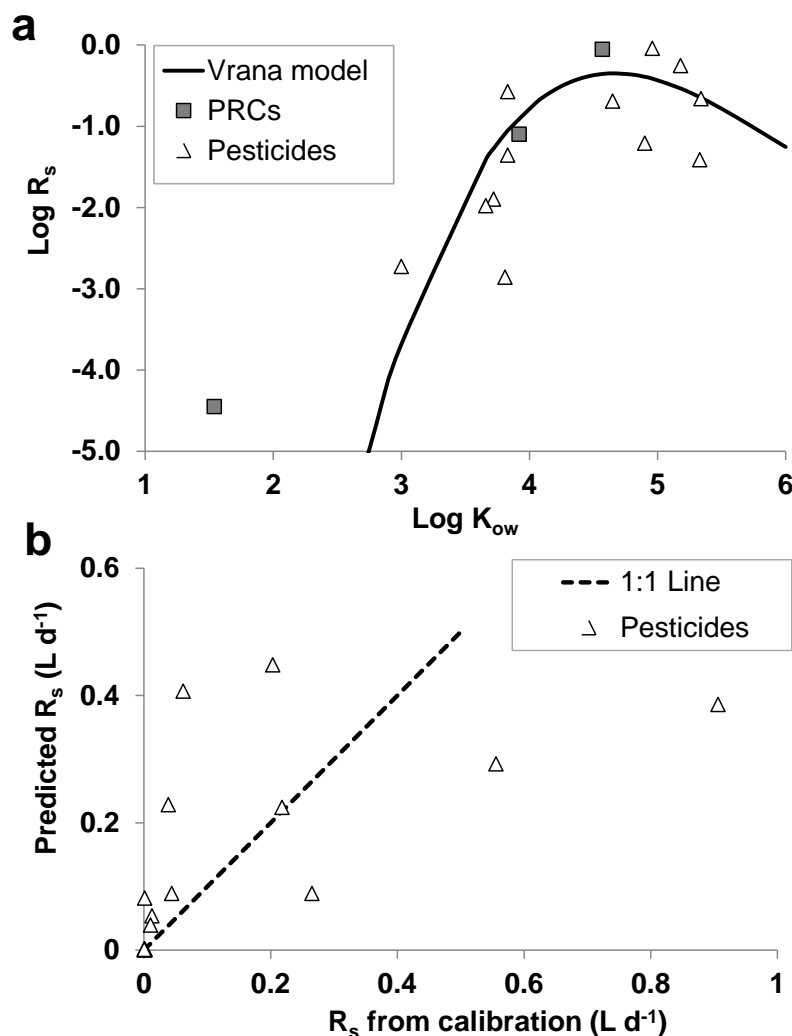 a
0.0
-1.0
-2.0
-3.0
-4.0
-5.0
Log Rs
Vrana model
PRCs
Pesticides
1 2 3 4 5 6
Log Kow
b
0.6
0.4
0.2
0
Predicted Rs (L d-1)
1:1 Line
Pesticides
0 0.2 0.4 0.6 0.8 1
Rs from calibration (L d-1)